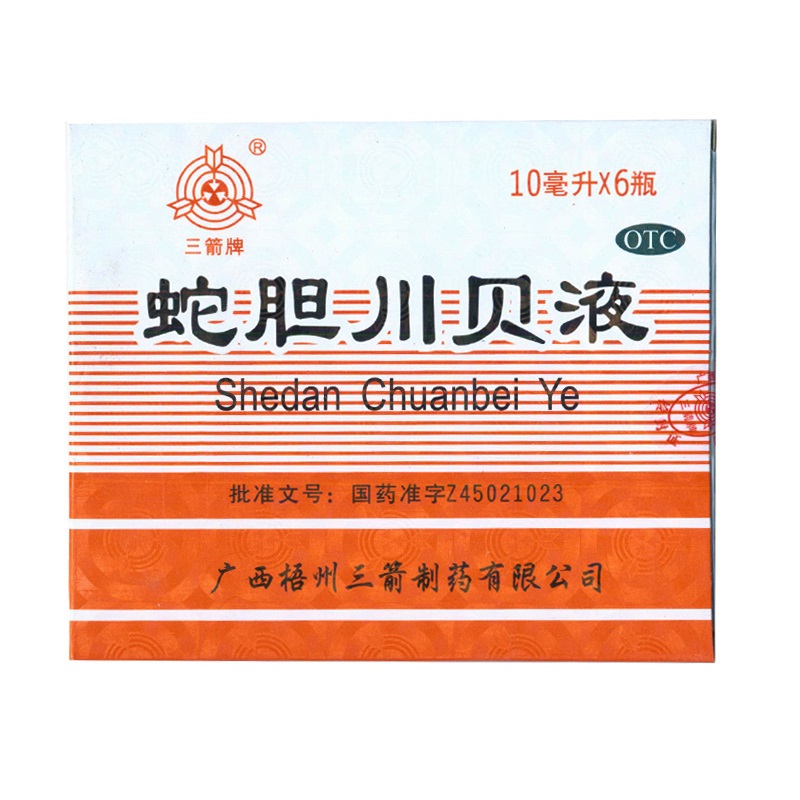 ®
10毫升X6瓶
三箭牌
OTC
蛇胆川贝液
Shedan Chuanbei Ye
批准文号：国药准字Z45021023
广西梧州三箭制药有限公司